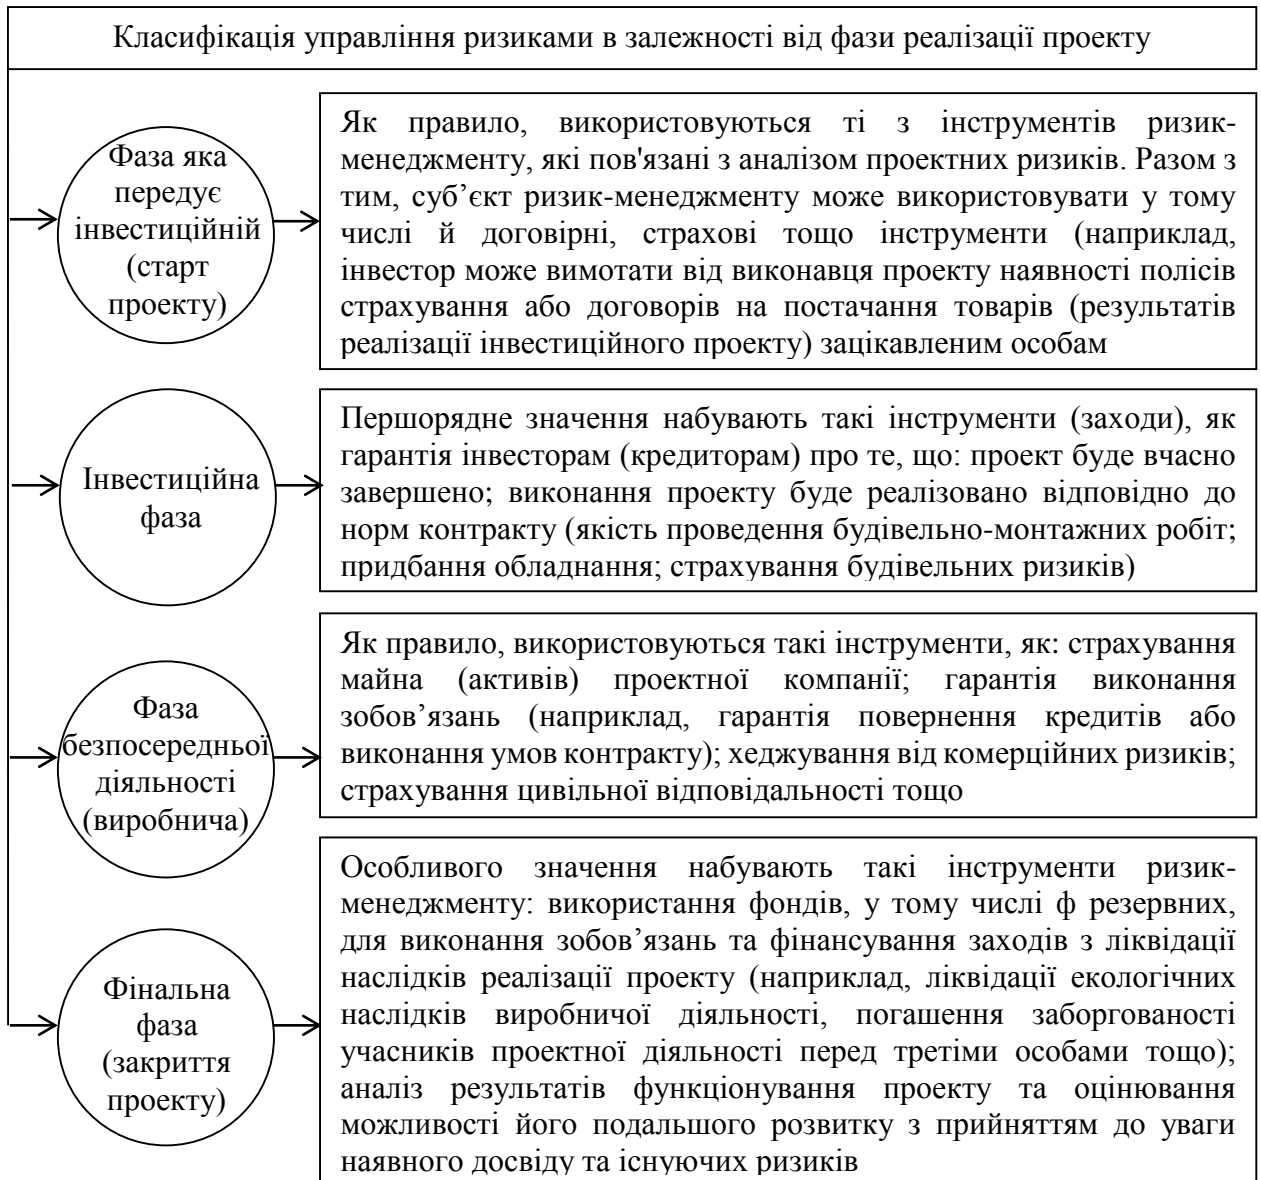 Класифікація управління ризиками в залежності від фази реалізації проекту
Фаза яка
передує
інвестиційній
(старт
проекту)
Як правило, використовуються ті з інструментів ризик-
менеджменту, які пов'язані з аналізом проектних ризиків. Разом з
тим, суб’єкт ризик-менеджменту може використовувати у тому
числі й договірні, страхові тощо інструменти (наприклад,
інвестор може вимотати від виконавця проекту наявності полісів
страхування або договорів на постачання товарів (результатів
реалізації інвестиційного проекту) зацікавленим особам
Інвестиційна
фаза
Першорядне значення набувають такі інструменти (заходи), як
гарантія інвесторам (кредиторам) про те, що: проект буде вчасно
завершено; виконання проекту буде реалізовано відповідно до
норм контракту (якість проведення будівельно-монтажних робіт;
придбання обладнання; страхування будівельних ризиків)
Фаза
безпосередньої
діяльності
(виробнича)
Як правило, використовуються такі інструменти, як: страхування
майна (активів) проектної компанії; гарантія виконання
зобов’язань (наприклад, гарантія повернення кредитів або
виконання умов контракту); хеджування від комерційних ризиків;
страхування цивільної відповідальності тощо
Фінальна
фаза
(закриття
проекту)
Особливого значення набувають такі інструменти ризик-
менеджменту: використання фондів, у тому числі ф резервних,
для виконання зобов’язань та фінансування заходів з ліквідації
наслідків реалізації проекту (наприклад, ліквідації екологічних
наслідків виробничої діяльності, погашення заборгованості
учасників проектної діяльності перед третіми особами тощо);
аналіз результатів функціонування проекту та оцінювання
можливості його подальшого розвитку з прийняттям до уваги
наявного досвіду та існуючих ризиків